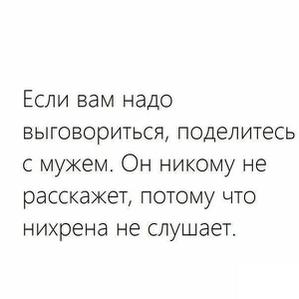 Если вам надо
выговориться, поделитесь
с мужем. Он никому не
расскажет, потому что
нихрена не слушает.